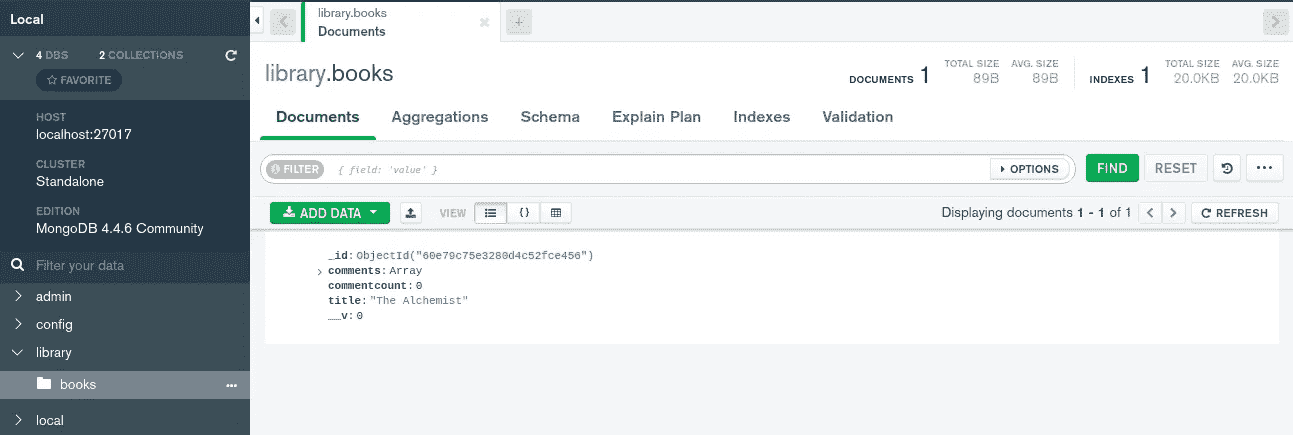 Local
4 DBS 2 COLLECTIONS
FAVORITE
HOST
localhost:27017
CLUSTER
Standalone
EDITION
MongoDB 4.4.6 Community
Filter your data
admin
config
library
books
local
library.books
Documents
library.books
DOCUMENTS 1 TOTAL SIZE 89B AVG. SIZE 89B INDEXES 1 TOTAL SIZE 20.0KB AVG. SIZE 20.0KB
Documents Aggregations Schema Explain Plan Indexes Validation
FILTER { field: 'value' } OPTIONS FIND RESET
ADD DATA VIEW { } Displaying documents 1 - 1 of 1 REFRESH
_id: ObjectId("60e79c75e3280d4c52fce456")
comments: Array
commentcount: 0
title: "The Alchemist"
__v: 0